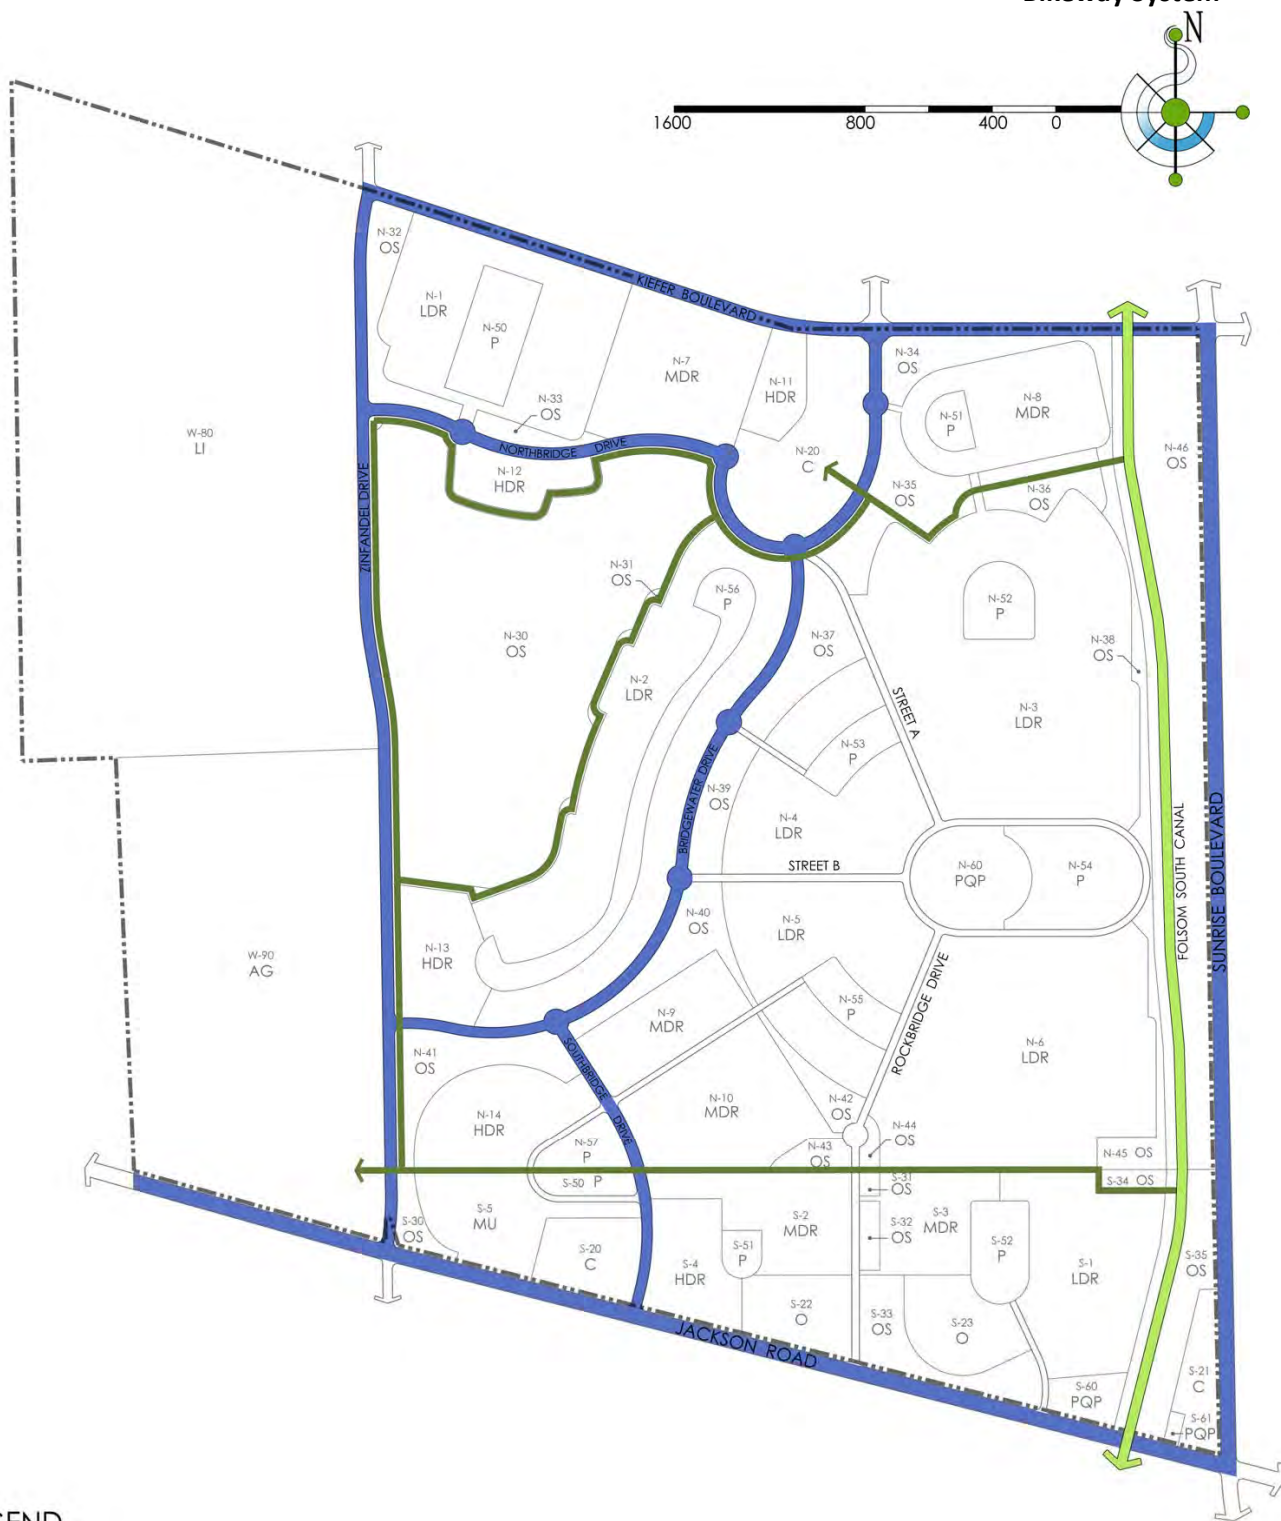 N
1600 800 400 0
N-32
OS
KIEFER BOULEVARD
N-1
LDR
N-50
P
N-7
MDR
N-11
HDR
N-34
OS
N-8
MDR
N-51
P
N-33
OS
W-80
LI
NORTHBRIDGE DRIVE
N-20
C
N-46
OS
N-12
HDR
N-35
OS
N-36
OS
ZINFANDEL DRIVE
N-31
OS
N-56
P
N-52
P
N-30
OS
N-37
OS
N-38
OS
N-2
LDR
STREET A
N-3
LDR
N-53
P
BRIDGEWATER DRIVE
N-39
OS
N-4
LDR
STREET B
N-60
PQP
N-54
P
FOLSOM SOUTH CANAL
SUNRISE BOULEVARD
N-40
OS
N-5
LDR
W-90
AG
N-13
HDR
N-55
P
ROCKBRIDGE DRIVE
N-9
MDR
N-6
LDR
N-41
OS
SOUTHBRIDGE DRIVE
N-10
MDR
N-42
OS
N-14
HDR
N-57
P
N-43
OS
N-44
OS
N-45 OS
S-50 P
S-31
OS
S-34 OS
S-30
OS
S-5
MU
S-2
MDR
S-32
OS
S-3
MDR
S-52
P
S-20
C
S-51
P
S-4
HDR
S-35
OS
S-1
LDR
S-22
O
S-33
OS
S-23
O
JACKSON ROAD
S-60
PQP
S-21
C
S-61
PQP